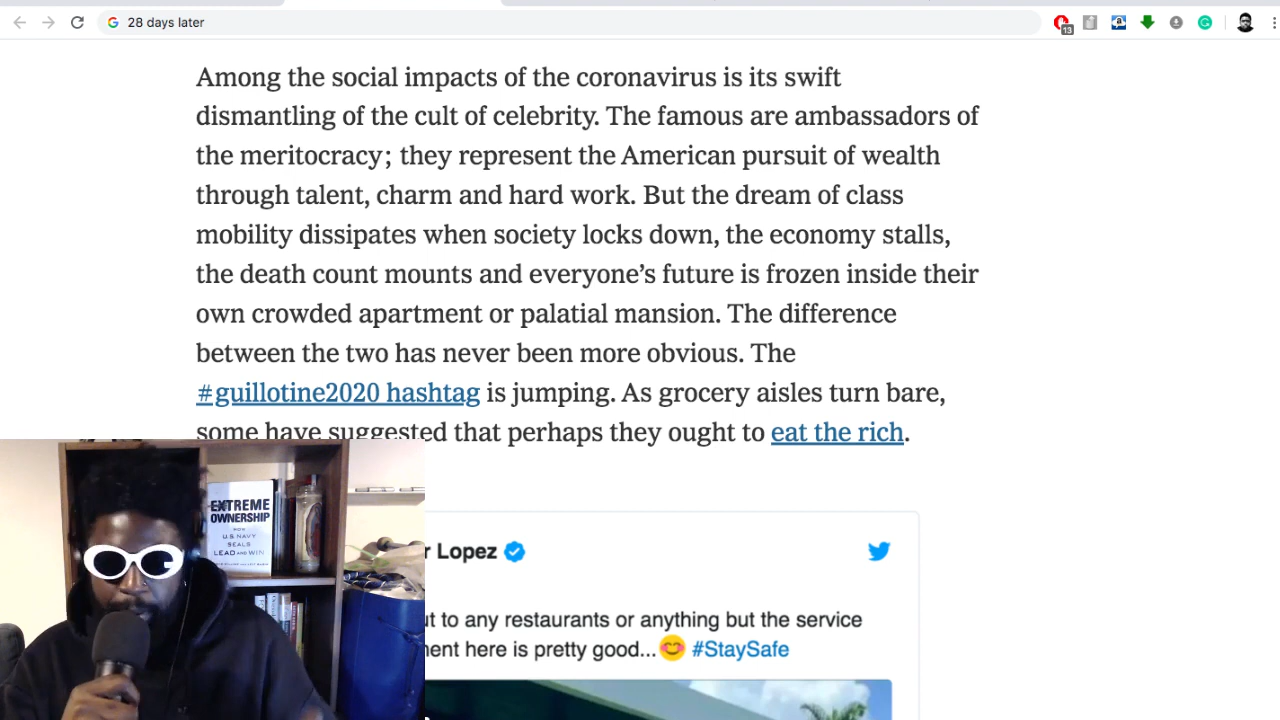 28 days later
13
Among the social impacts of the coronavirus is its swift
dismantling of the cult of celebrity. The famous are ambassadors of
the meritocracy; they represent the American pursuit of wealth
through talent, charm and hard work. But the dream of class
mobility dissipates when society locks down, the economy stalls,
the death count mounts and everyone’s future is frozen inside their
own crowded apartment or palatial mansion. The difference
between the two has never been more obvious. The
#guillotine2020 hashtag is jumping. As grocery aisles turn bare,
some have suggested that perhaps they ought to eat the rich.
EXTREME
OWNERSHIP
U.S. NAVY
SEALS
LEAD AND WIN
r Lopez
ut to any restaurants or anything but the service
ent here is pretty good...😊 #StaySafe